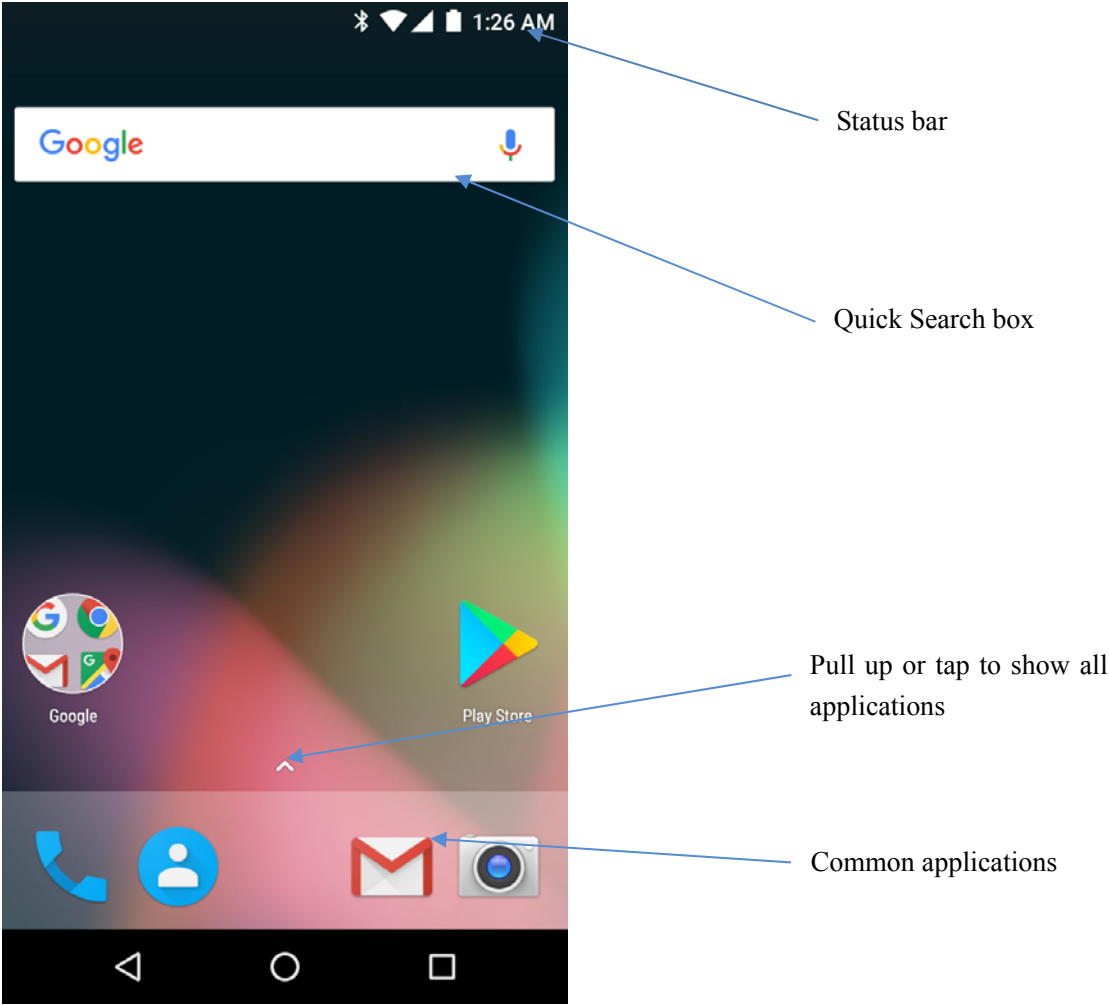 1:26 AM
Status bar
Google
Quick Search box
G
G
Google
Play Store
Pull up or tap to show all
applications
Common applications